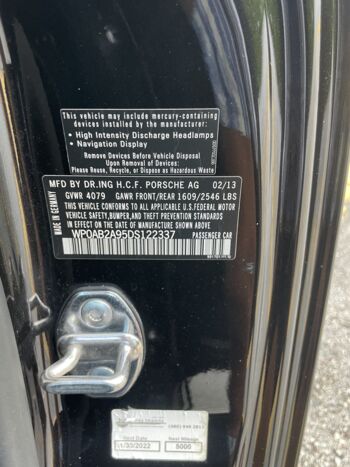 This vehicle may include mercury-containing
devices installed by the manufacturer:
• High Intensity Discharge Headlamps
• Navigation Display
Remove Devices Before Vehicle Disposal
Upon Removal of Devices:
Please Reuse, Recycle or Dispose as Hazardous Waste
MADE IN GERMANY
MFD BY DR.ING H.C.F. PORSCHE AG 02/13
GVWR 4079 GAWR FRONT/REAR 1609/2546 LBS
THIS VEHICLE CONFORMS TO ALL APPLICABLE U.S.FEDERAL MOTOR
VEHICLE SAFETY,BUMPER,AND THEFT PREVENTION STANDARDS IN
EFFECT ON THE DATE OF MANUFACTURE SHOWN ABOVE.
WP0AB2A95DS122337 PASSENGER CAR
Next Date Next Mileage
2022 5000